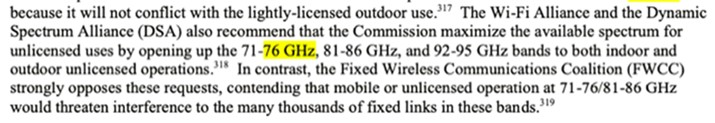 because it will not conflict with the lightly-licensed outdoor use.317 The Wi-Fi Alliance and the Dynamic
Spectrum Alliance (DSA) also recommend that the Commission maximize the available spectrum for
unlicensed uses by opening up the 71-76 GHz, 81-86 GHz, and 92-95 GHz bands to both indoor and
outdoor unlicensed operations.318 In contrast, the Fixed Wireless Communications Coalition (FWCC)
strongly opposes these requests, contending that mobile or unlicensed operation at 71-76/81-86 GHz
would threaten interference to the many thousands of fixed links in these bands.319